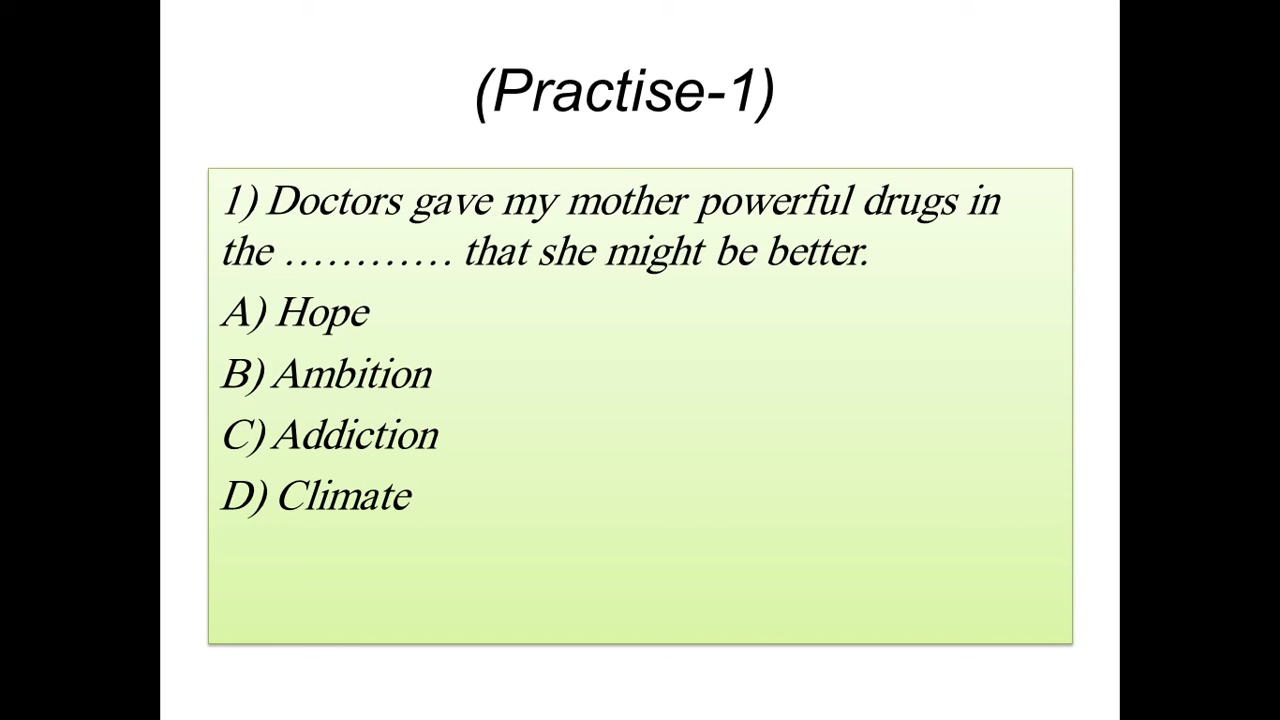 (Practise-1)
1) Doctors gave my mother powerful drugs in
the ………… that she might be better.
A) Hope
B) Ambition
C) Addiction
D) Climate